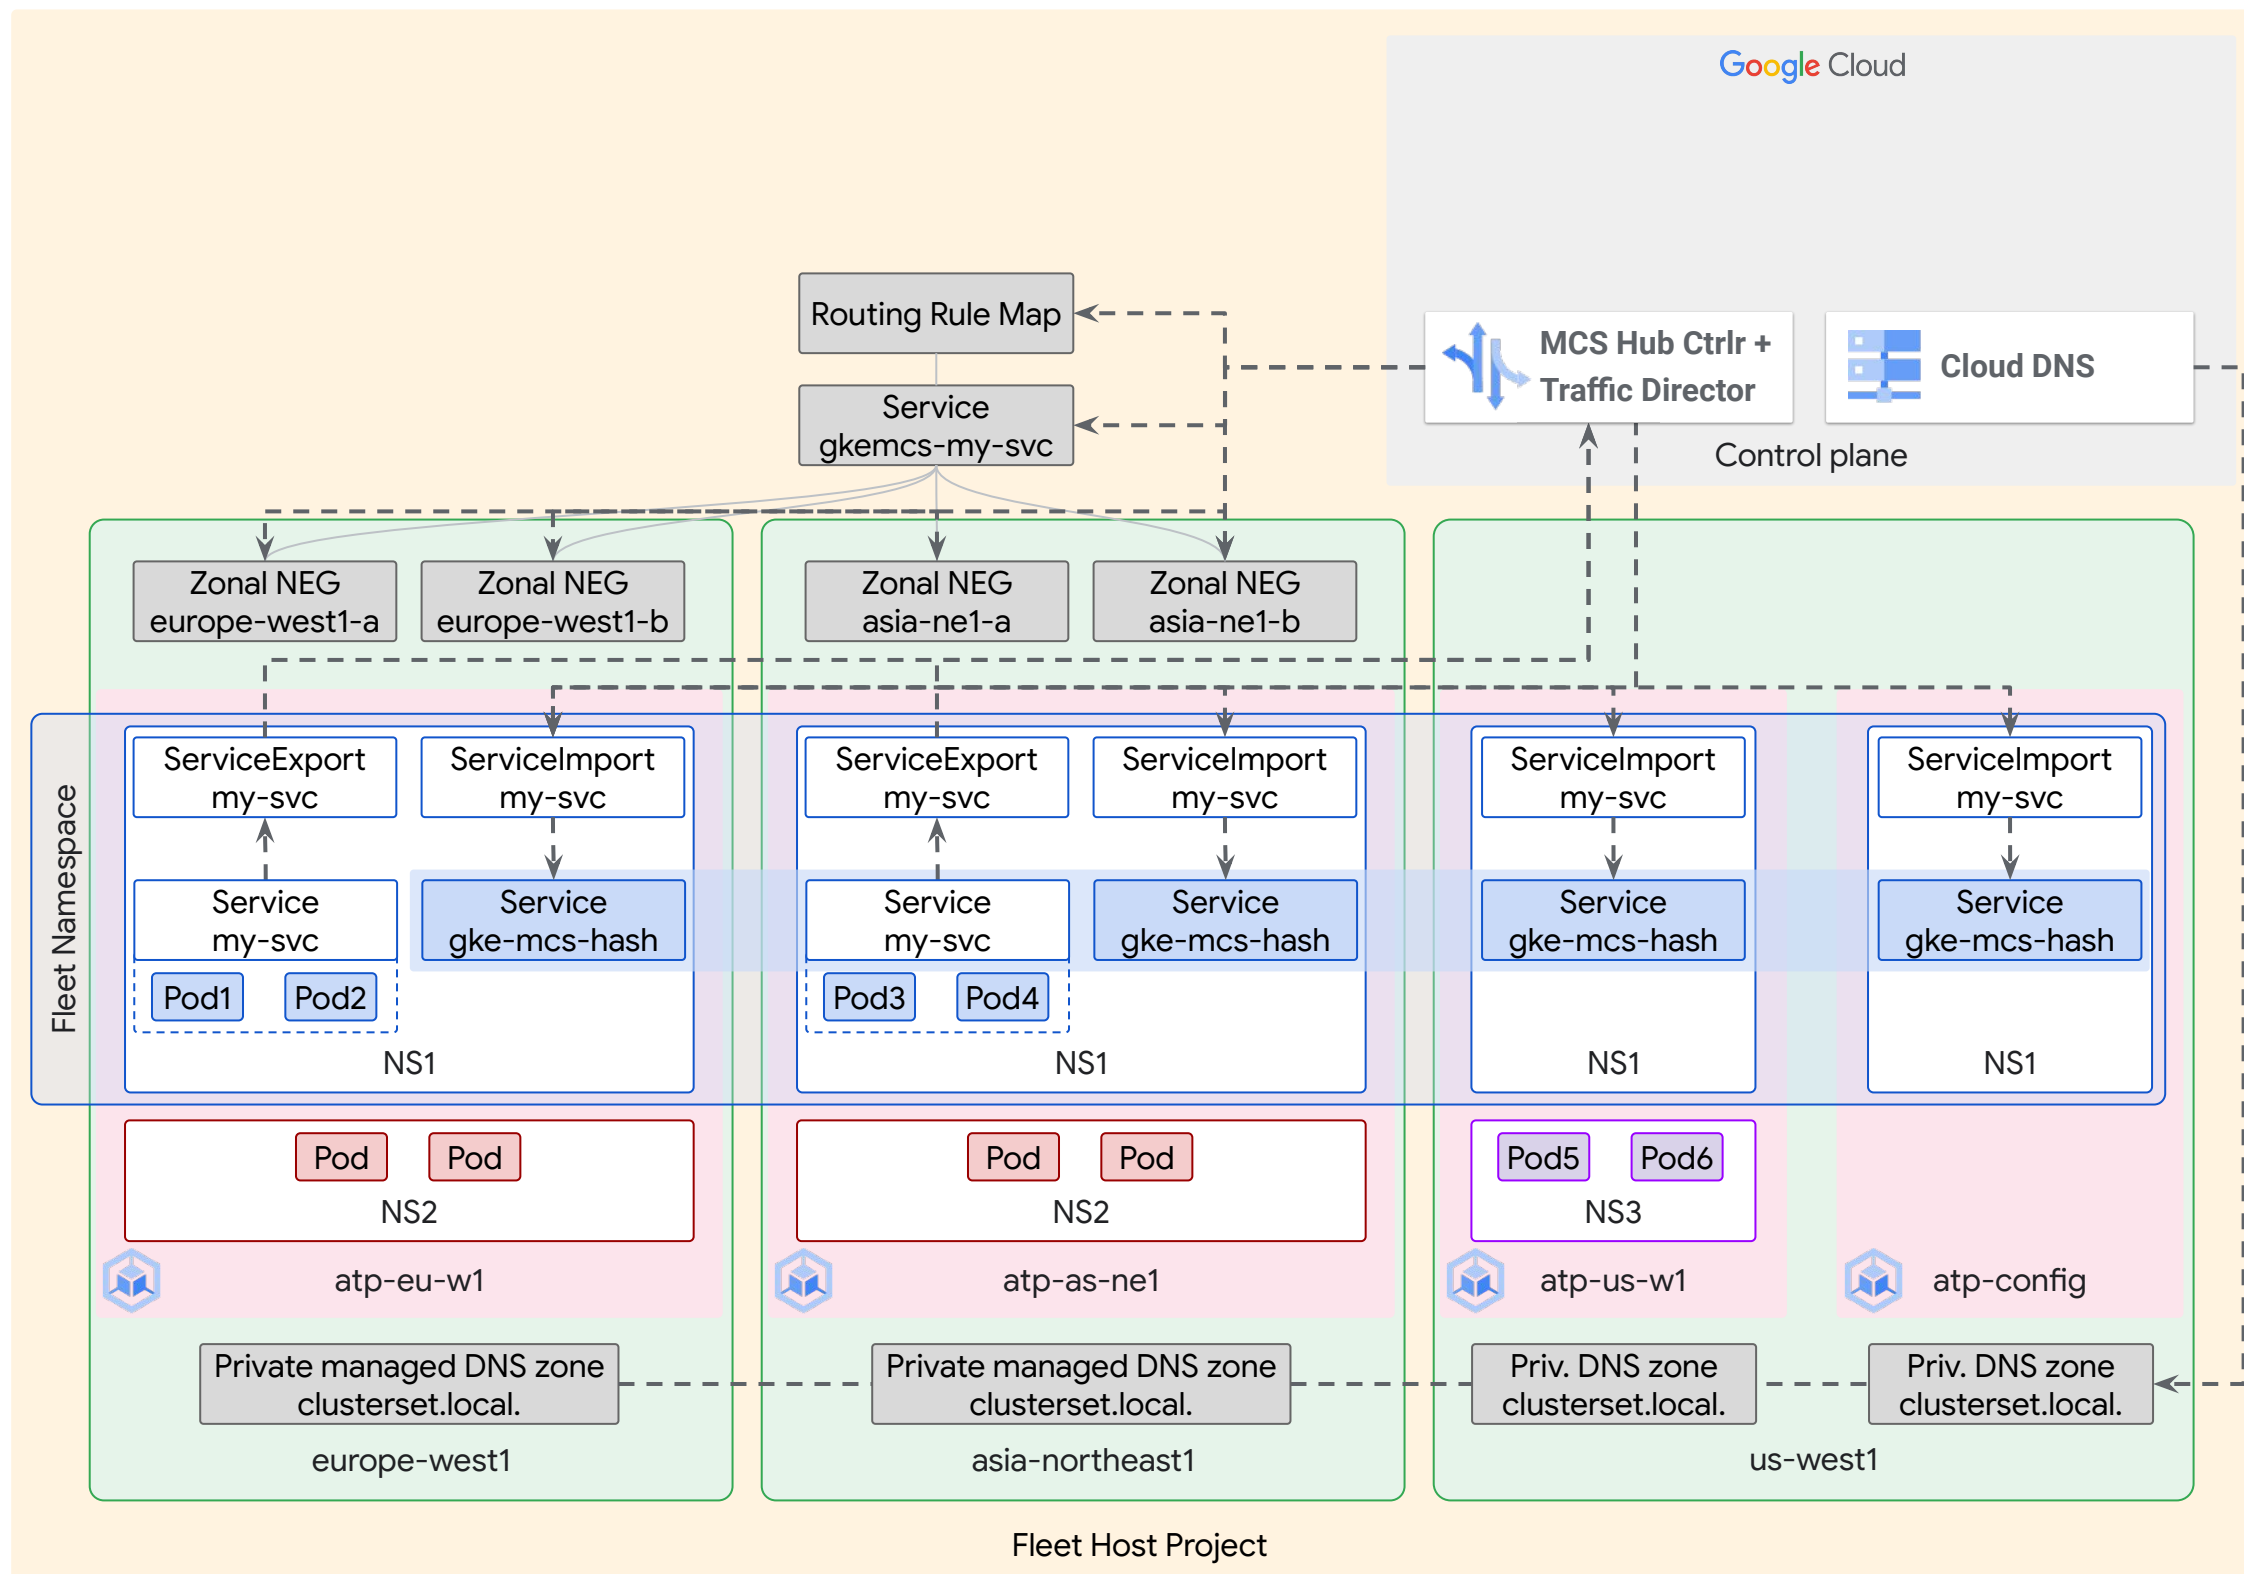 Google Cloud
Routing Rule Map
MCS Hub Ctrlr +
Traffic Director
Cloud DNS
Service
gkemcs-my-svc
Control plane
Zonal NEG
europe-west1-a
Zonal NEG
europe-west1-b
Zonal NEG
asia-ne1-a
Zonal NEG
asia-ne1-b
Fleet Namespace
ServiceExport
my-svc
ServiceImport
my-svc
ServiceExport
my-svc
ServiceImport
my-svc
ServiceImport
my-svc
ServiceImport
my-svc
Service
my-svc
Service
gke-mcs-hash
Service
my-svc
Service
gke-mcs-hash
Service
gke-mcs-hash
Service
gke-mcs-hash
Pod1
Pod2
Pod3
Pod4
NS1
NS1
NS1
NS1
Pod
Pod
NS2
Pod
Pod
NS2
Pod5
Pod6
NS3
atp-eu-w1
atp-as-ne1
atp-us-w1
atp-config
Private managed DNS zone
clusterset.local.
Private managed DNS zone
clusterset.local.
Priv. DNS zone
clusterset.local.
Priv. DNS zone
clusterset.local.
europe-west1
asia-northeast1
us-west1
Fleet Host Project